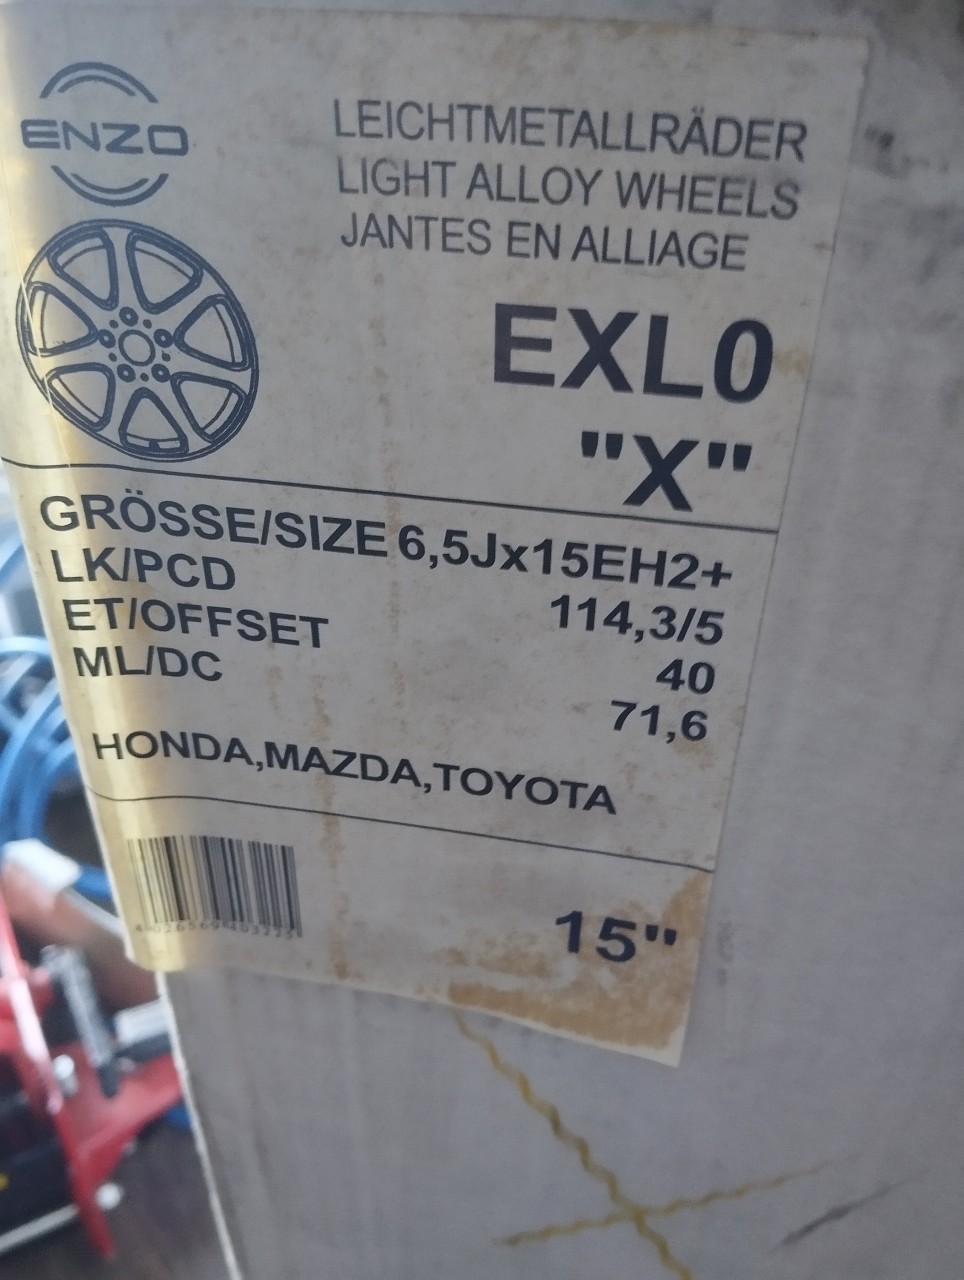 ENZO
LEICHTMETALLRÄDER
LIGHT ALLOY WHEELS
JANTES EN ALLIAGE
EXL0
"X"
GRÖSSE/SIZE 6,5Jx15EH2+
LK/PCD 114,3/5
ET/OFFSET 40
ML/DC 71,6
HONDA,MAZDA,TOYOTA
15"